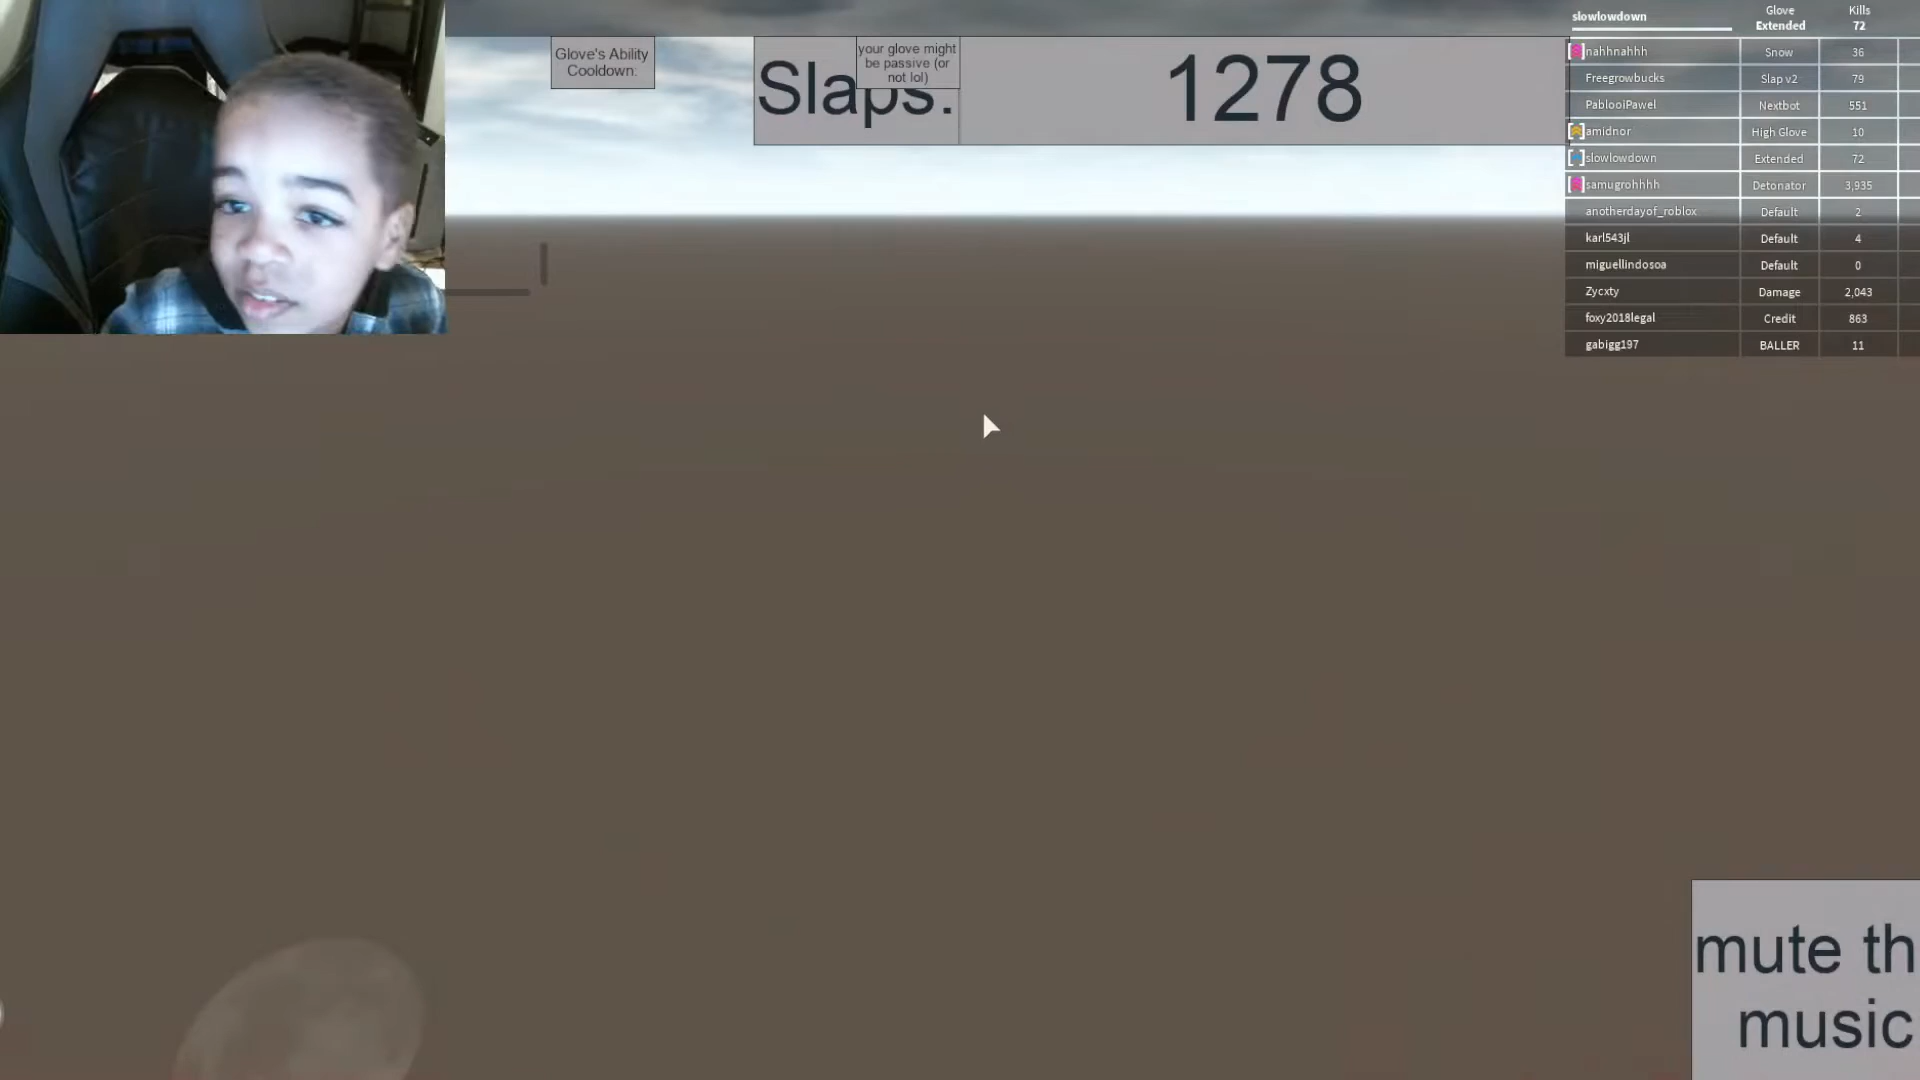 Glove's Ability
Cooldown:
your glove might
be passive (or
not lol)
Slaps:
1278
slowlowdown Glove Extended Kills 72
nahhnahhh Snow 36
Freegrowbucks Slap v2 79
PablooiPawel Nextbot 551
amidnor High Glove 10
slowlowdown Extended 72
samugrohhhh Detonator 3,935
anotherdayof_roblox Default 2
karl543jl Default 4
miguellindosoa Default 0
Zycxty Damage 2,043
foxy2018legal Credit 863
gabigg197 BALLER 11
mute th
music